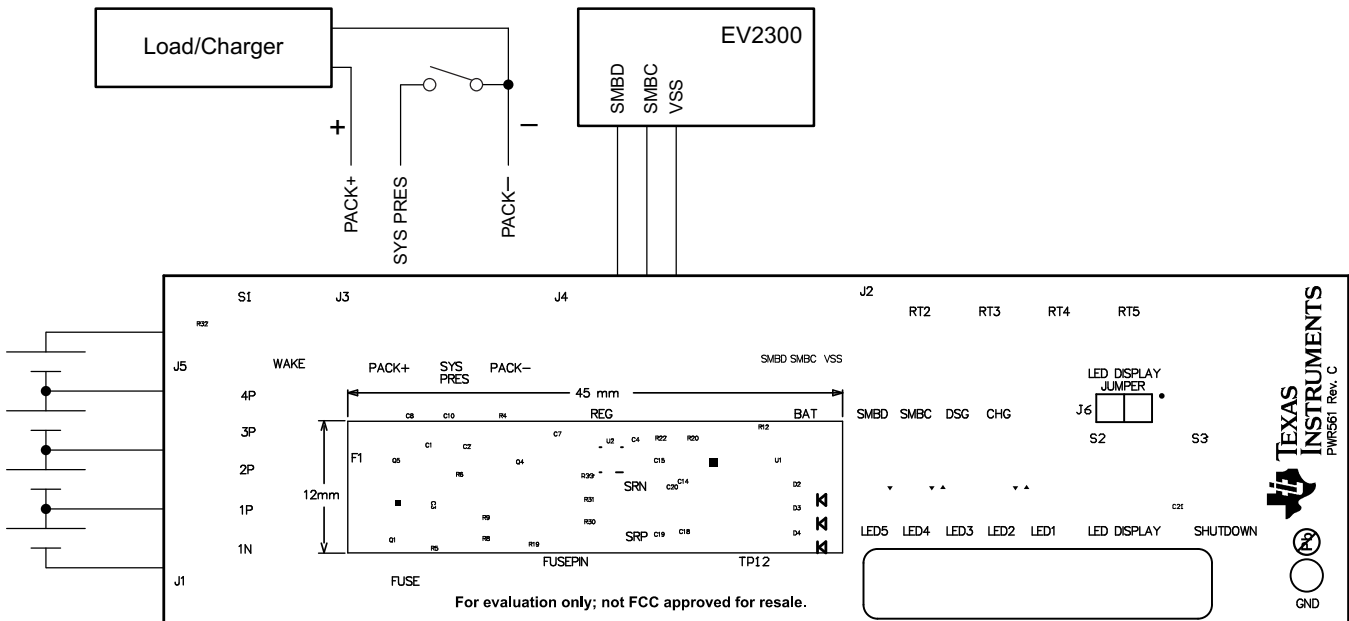 Load/Charger
EV2300
SMBD
SMBC
VSS
+
−
PACK+
SYS PRES
PACK−
S1
J3
J4
J2
RT2
RT3
RT4
RT5
R32
J5
WAKE
PACK+
SYS
PRES
PACK−
SMBD SMBC VSS
LED DISPLAY
JUMPER
J6
4P
45 mm
C8
C10
R4
REG
BAT
SMBD
SMBC
DSG
CHG
S2
S3
3P
F1
C1
C2
C7
U2
C4
R22
R20
R12
2P
Q5
R6
Q4
C15
U1
R33
SRN
C20
C14
D2
12mm
1P
C3
R31
D3
C21
R9
R30
1N
Q1
R5
R8
R19
SRP
C19
C18
D4
LED5
LED4
LED3
LED2
LED1
LED DISPLAY
SHUTDOWN
J1
FUSE
FUSEPIN
TP12
For evaluation only; not FCC approved for resale.
TEXAS
INSTRUMENTS
PWR561 Rev. C
Pb
GND